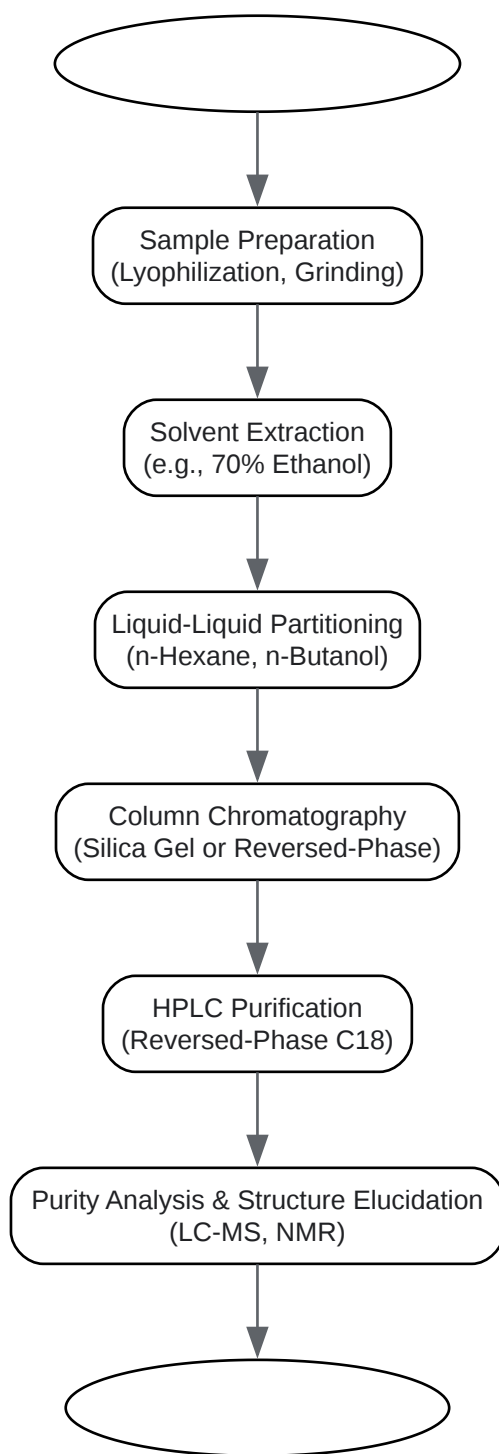 Sample Preparation
(Lyophilization, Grinding)
Solvent Extraction
(e.g., 70% Ethanol)
Liquid-Liquid Partitioning
(n-Hexane, n-Butanol)
Column Chromatography
(Silica Gel or Reversed-Phase)
HPLC Purification
(Reversed-Phase C18)
Purity Analysis & Structure Elucidation
(LC-MS, NMR)